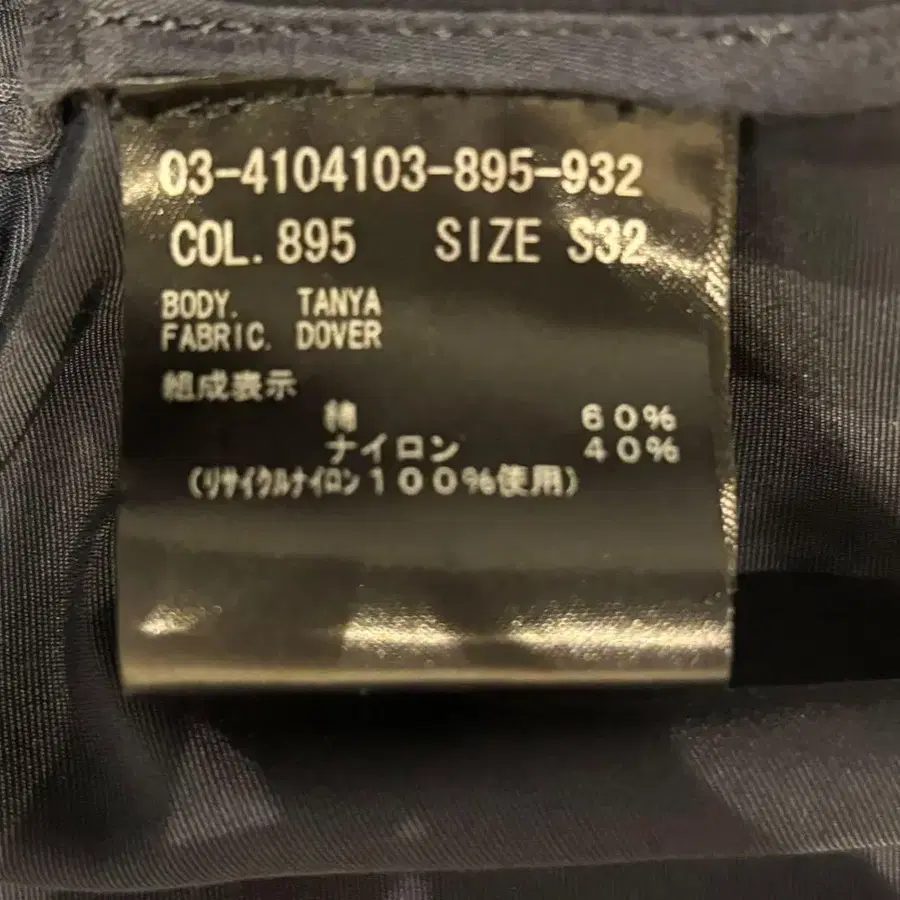 03-4104103-895-932
COL. 895 SIZE S32
BODY. TANYA
FABRIC. DOVER
組成表示
綿 60%
ナイロン 40%
(リサイクルナイロン100%使用)